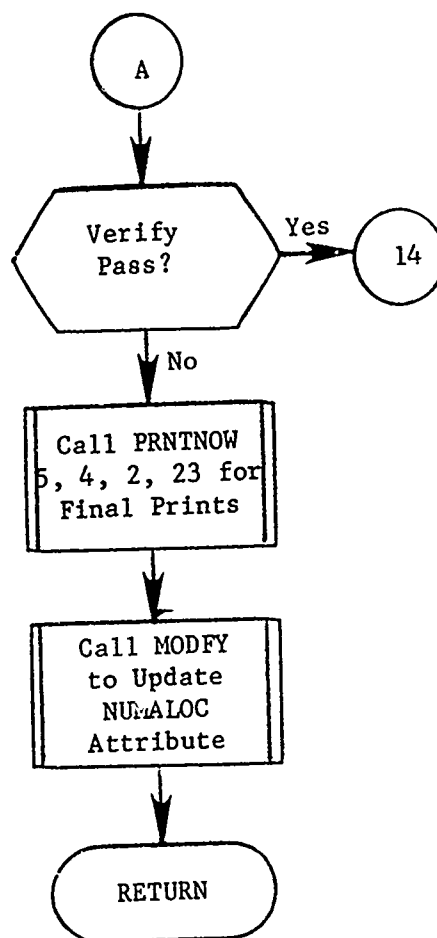 A
Verify
Pass?
Yes
14
No
Call PRNTNOW
5, 4, 2, 23 for
Final Prints
Call MODFY
to Update
NUMALOC
Attribute
RETURN